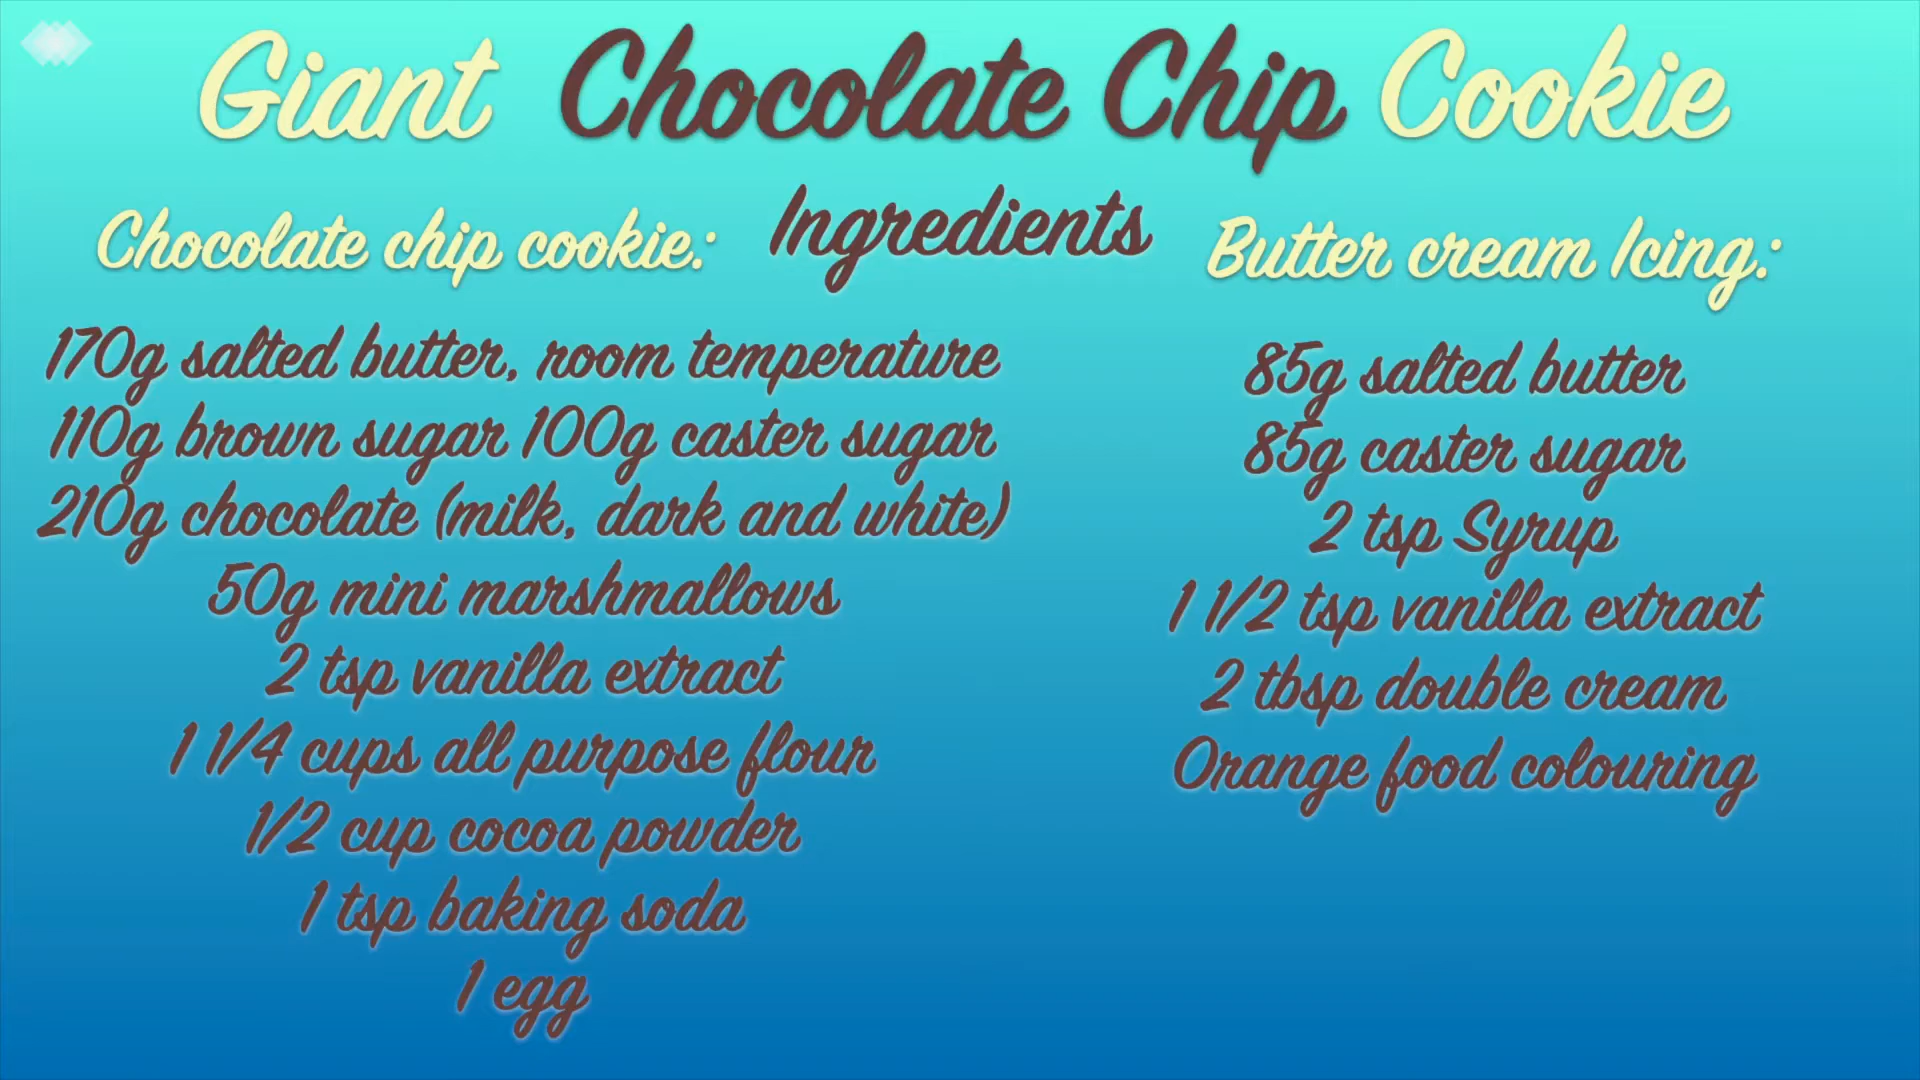 Giant Chocolate Chip Cookie
Ingredients
Chocolate chip cookie:
170g salted butter, room temperature
110g brown sugar 100g caster sugar
210g chocolate (milk, dark and white)
50g mini marshmallows
2 tsp vanilla extract
1 1/4 cups all purpose flour
1/2 cup cocoa powder
1 tsp baking soda
1 egg
Butter cream Icing:
85g salted butter
85g caster sugar
2 tsp Syrup
1 1/2 tsp vanilla extract
2 tbsp double cream
Orange food colouring